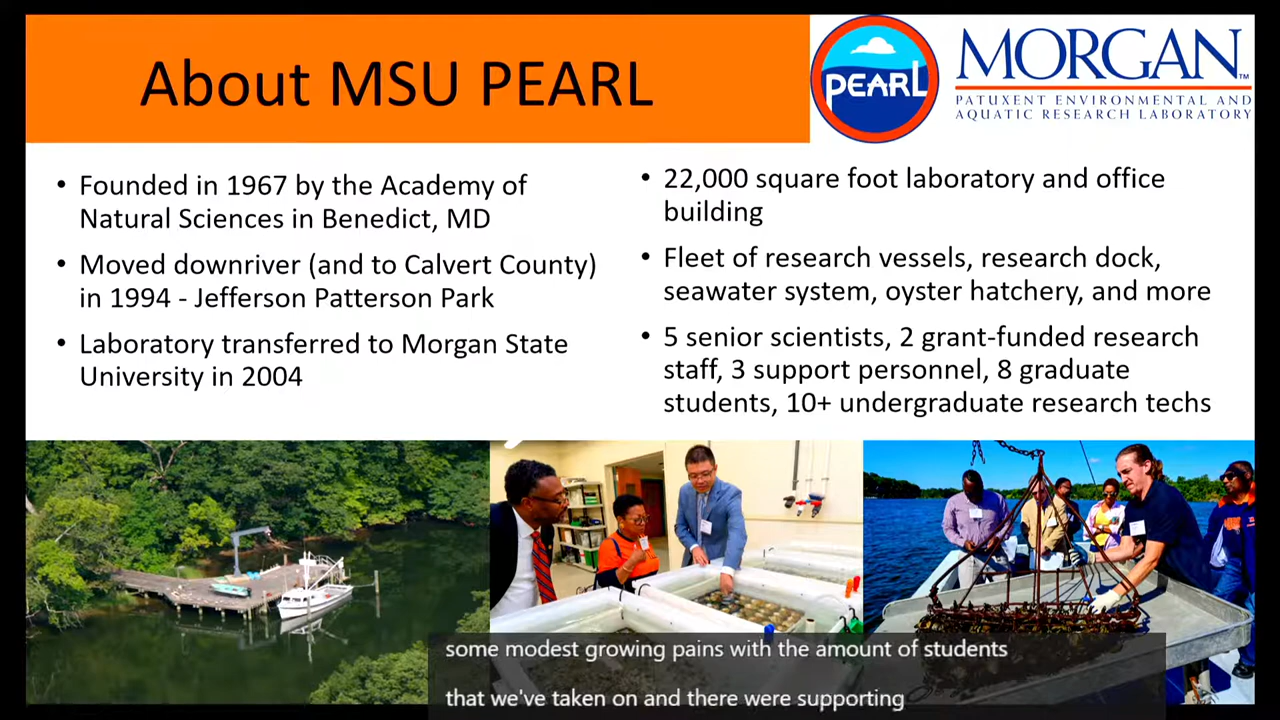 About MSU PEARL
PEARL
MORGAN™
PATUXENT ENVIRONMENTAL AND
AQUATIC RESEARCH LABORATORY
• Founded in 1967 by the Academy of
Natural Sciences in Benedict, MD
• Moved downriver (and to Calvert County)
in 1994 - Jefferson Patterson Park
• Laboratory transferred to Morgan State
University in 2004
• 22,000 square foot laboratory and office
building
• Fleet of research vessels, research dock,
seawater system, oyster hatchery, and more
• 5 senior scientists, 2 grant-funded research
staff, 3 support personnel, 8 graduate
students, 10+ undergraduate research techs
some modest growing pains with the amount of students
that we've taken on and there were supporting